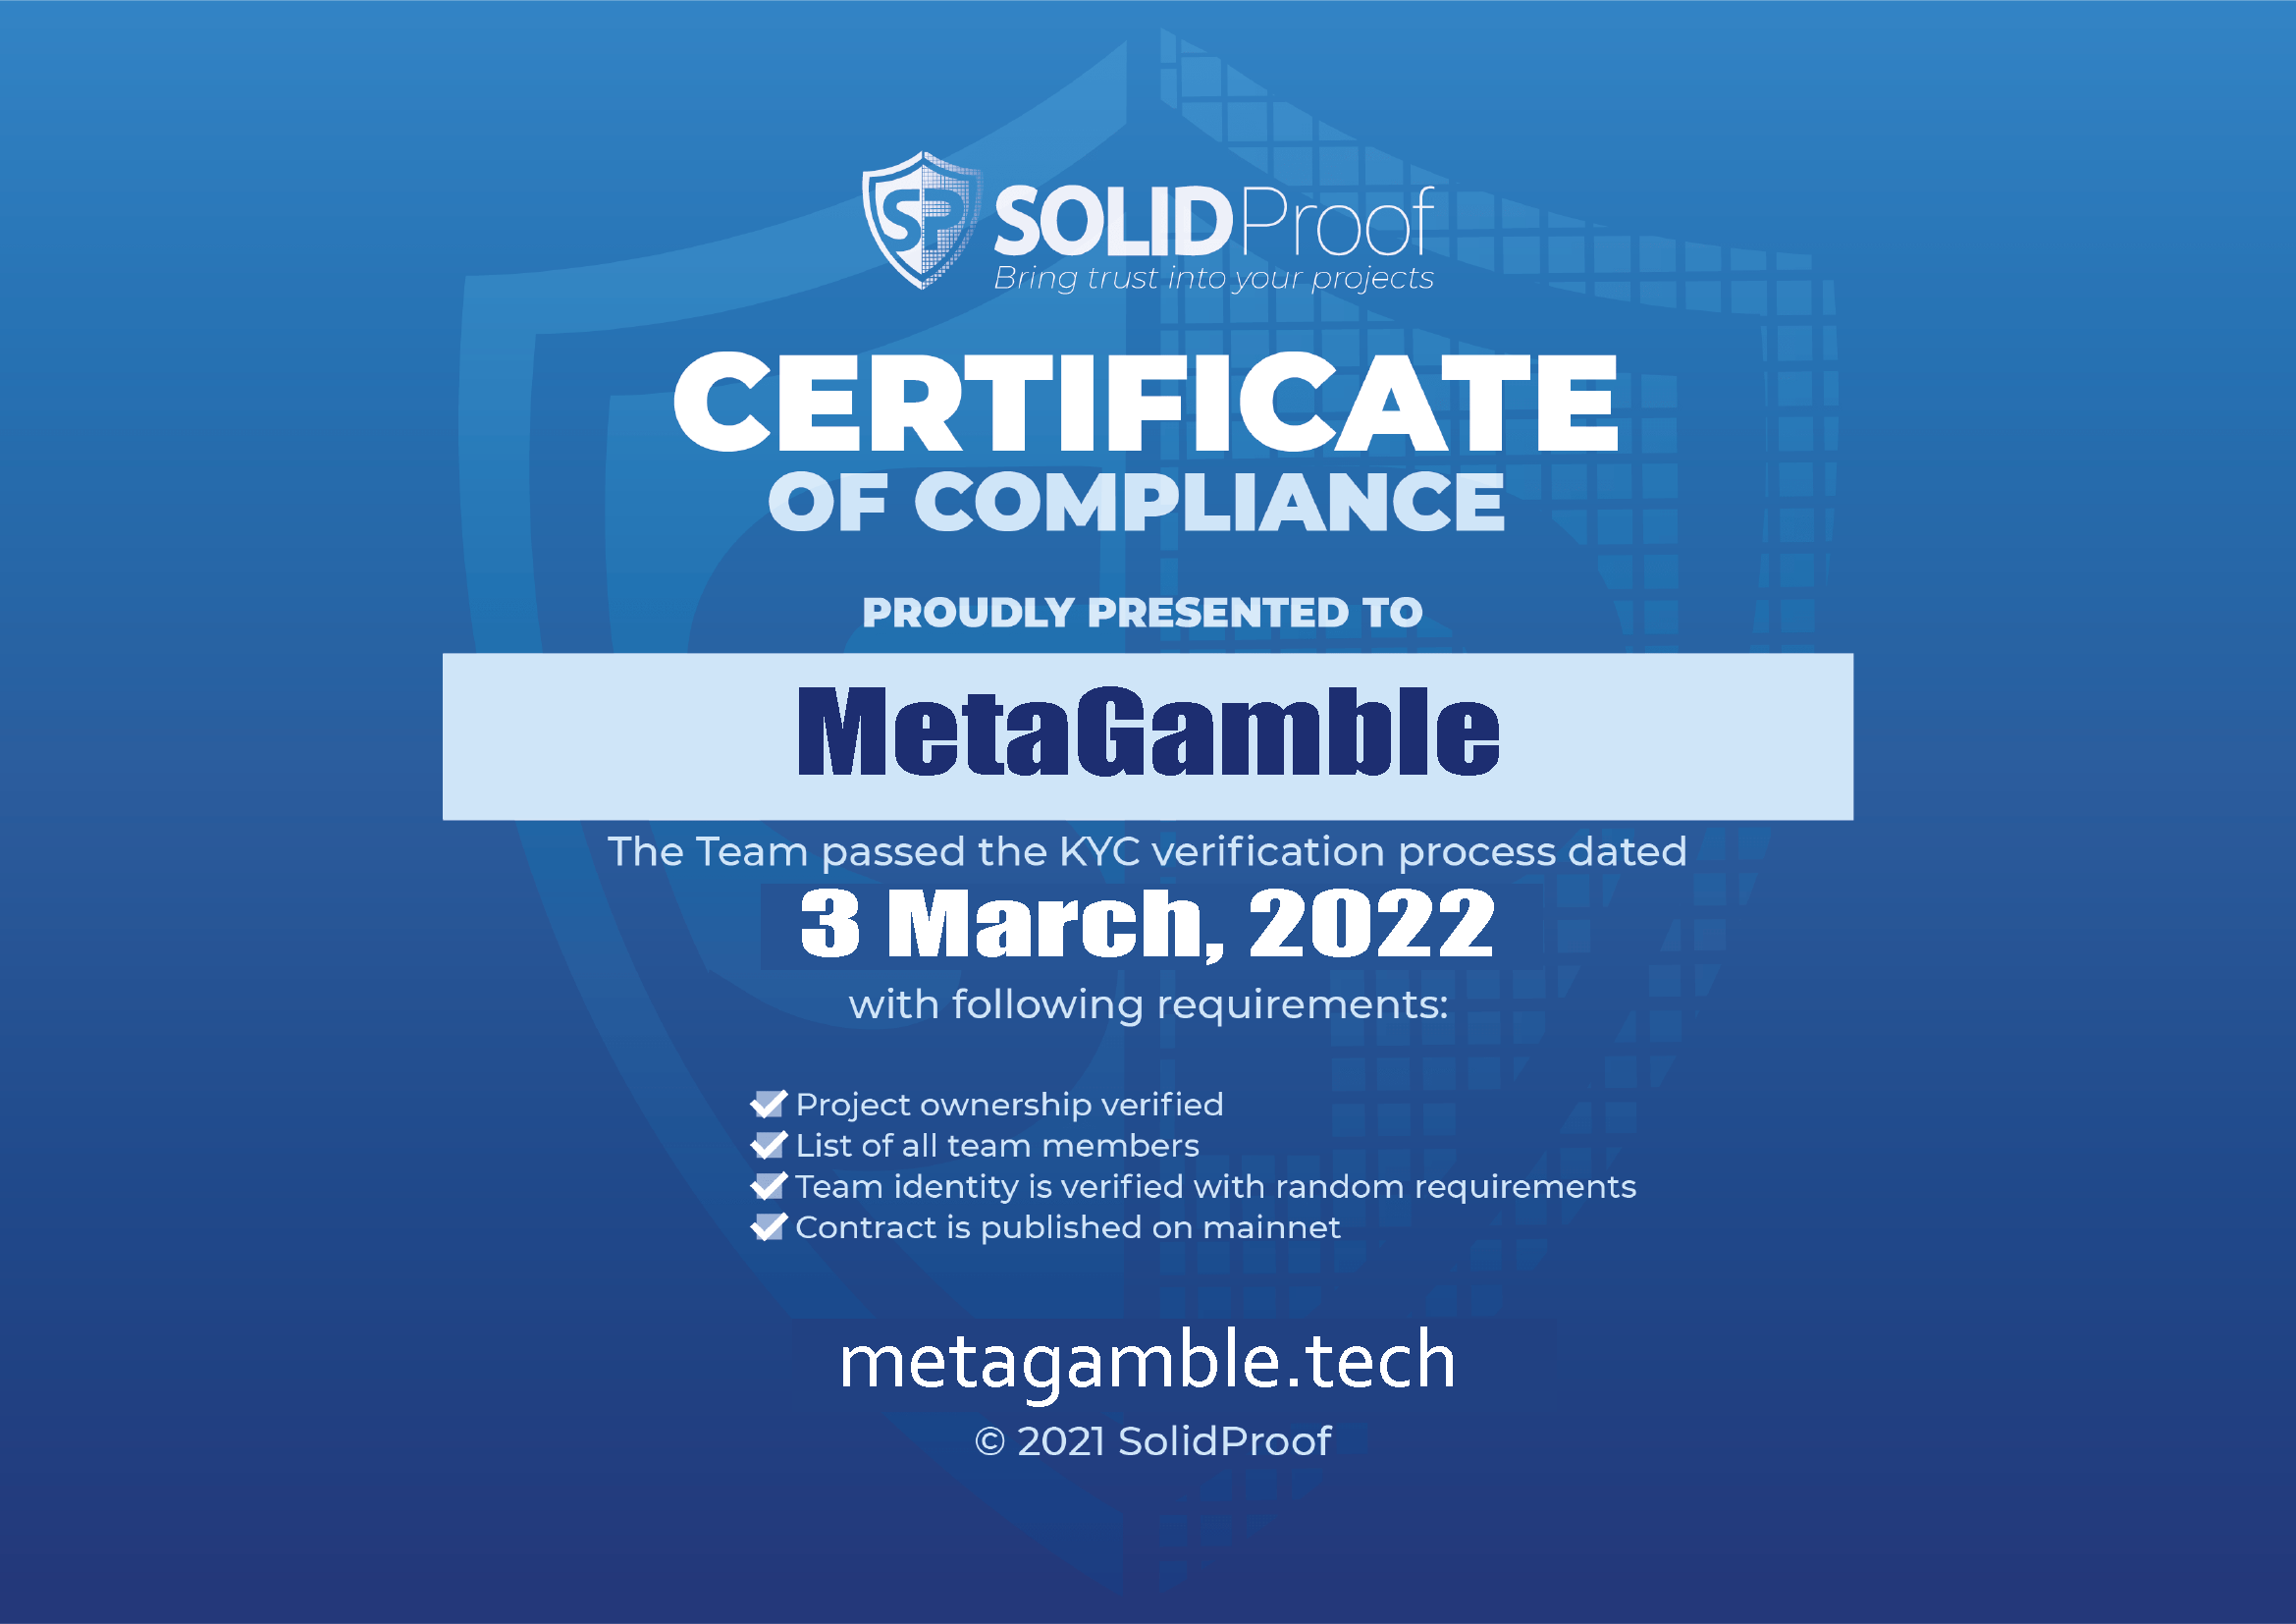 SP SOLIDProof
Bring trust into your projects
CERTIFICATE
OF COMPLIANCE
PROUDLY PRESENTED TO
MetaGamble
The Team passed the KYC verification process dated
3 March, 2022
with following requirements:
Project ownership verified
List of all team members
Team identity is verified with random requirements
Contract is published on mainnet
metagamble.tech
© 2021 SolidProof